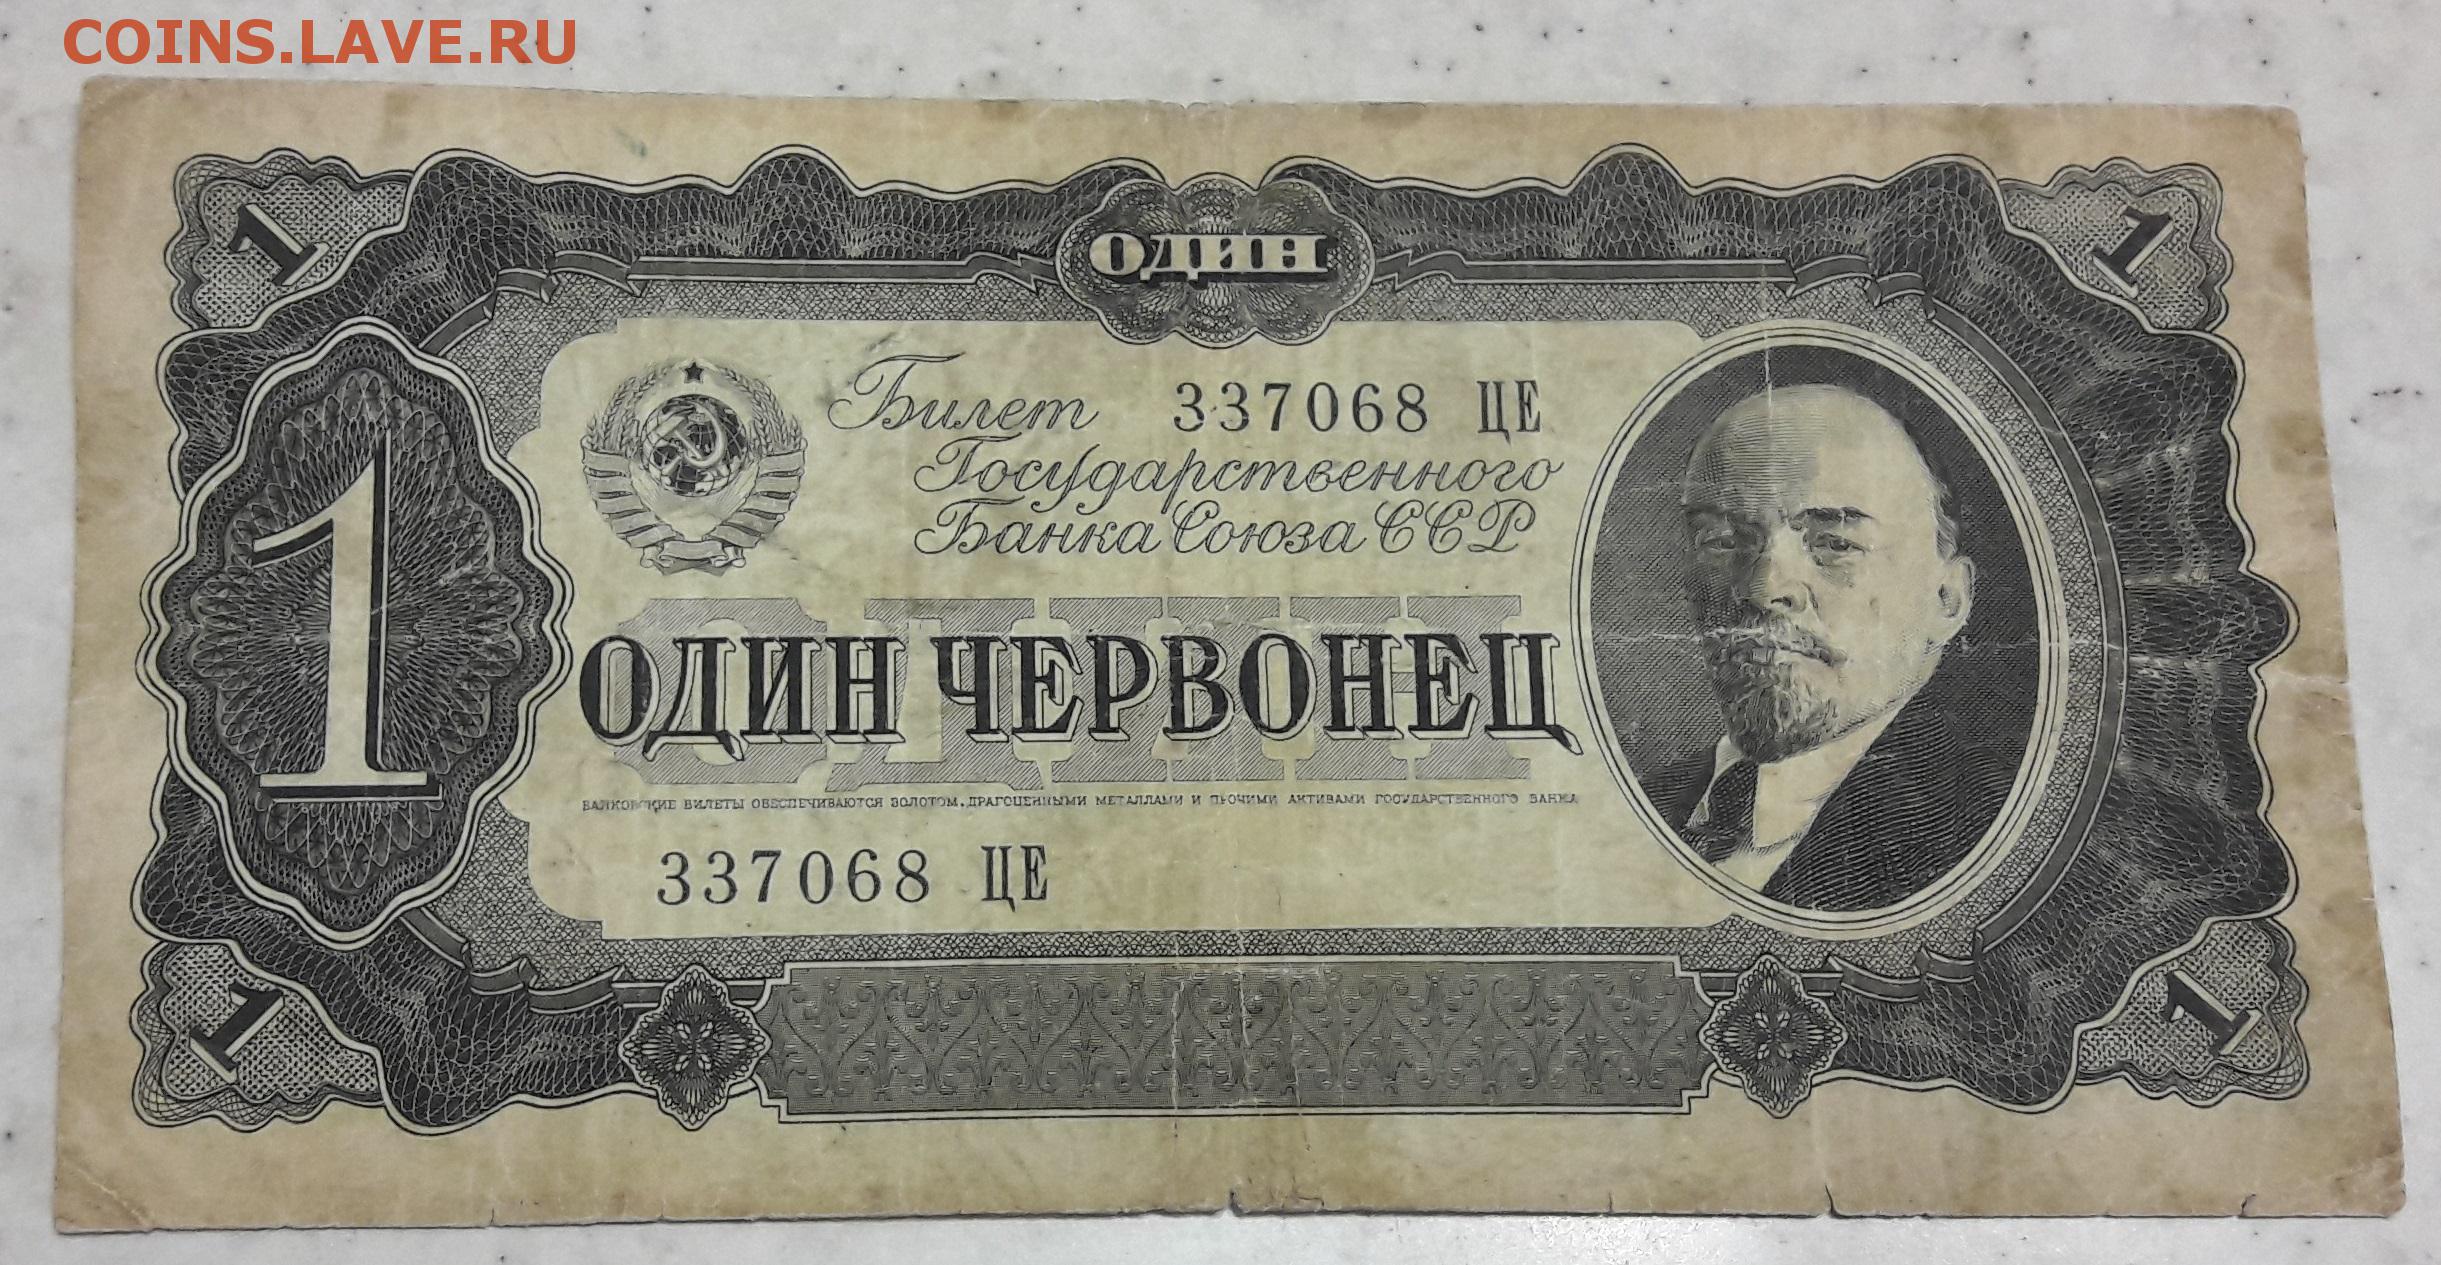 COINS.LAVE.RU
1 ОДИН 1
Билет 337068 ЦЕ
Государственного
Банка Союза ССР
1
ОДИН
ОДИН ЧЕРВОНЕЦ
БАНКОВСКИЕ БИЛЕТЫ ОБЕСПЕЧИВАЮТСЯ ЗОЛОТОМ, ДРАГОЦЕННЫМИ МЕТАЛЛАМИ И ПРОЧИМИ АКТИВАМИ ГОСУДАРСТВЕННОГО БАНКА
337068 ЦЕ
1 1